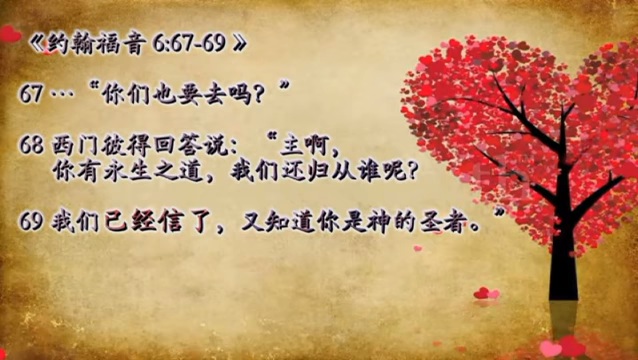 《约翰福音 6:67-69 》
67 …“你们也要去吗？”
68 西门彼得回答说：“主啊，
你有永生之道，我们还归从谁呢?
69 我们已经信了，又知道你是神的圣者。”